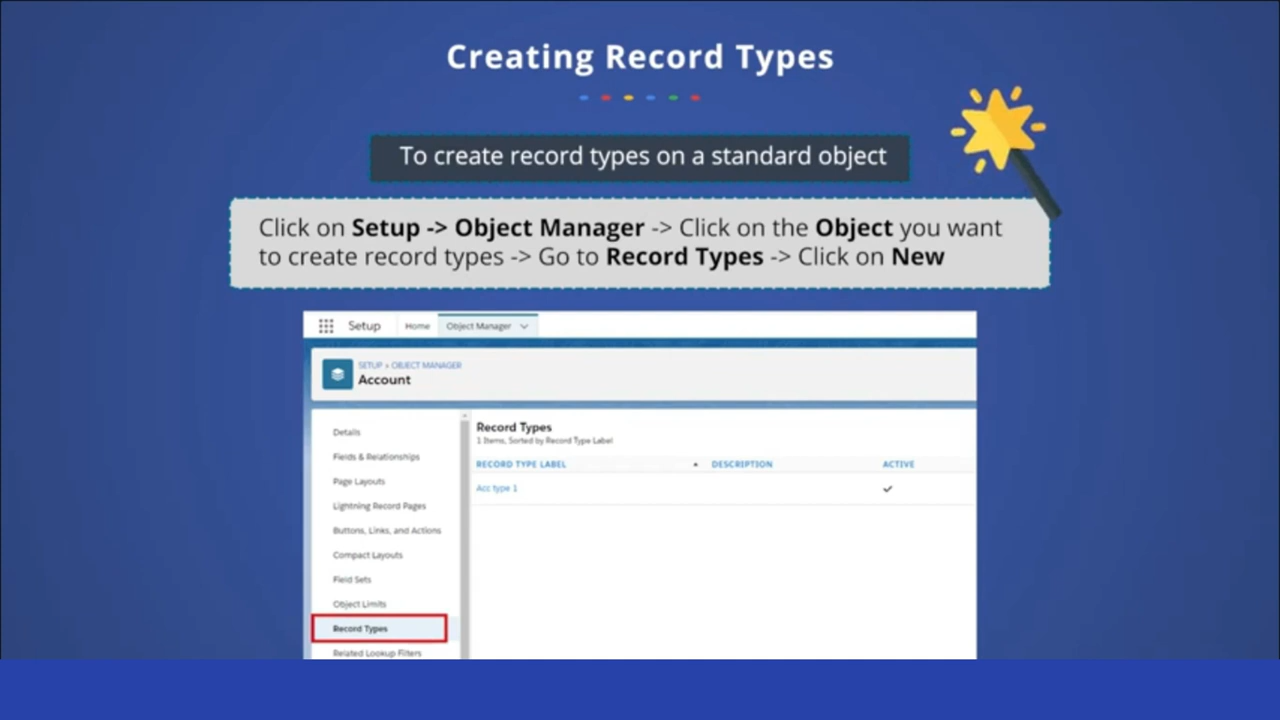 Creating Record Types
To create record types on a standard object
Click on Setup -> Object Manager -> Click on the Object you want
to create record types -> Go to Record Types -> Click on New
Setup Home Object Manager
SETUP > OBJECT MANAGER
Account
Details
Fields & Relationships
Page Layouts
Lightning Record Pages
Buttons, Links, and Actions
Compact Layouts
Field Sets
Object Limits
Record Types
Related Lookup Filters
Record Types
1 Items, Sorted by Record Type Label
RECORD TYPE LABEL DESCRIPTION ACTIVE
Acc type 1